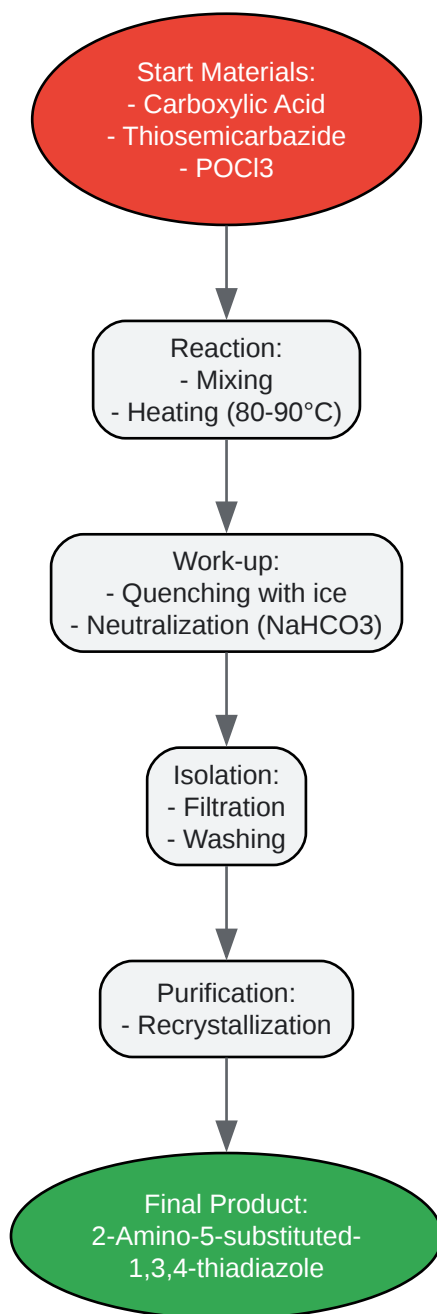 Start Materials:
- Carboxylic Acid
- Thiosemicarbazide
- POCl3
Reaction:
- Mixing
- Heating (80-90°C)
Work-up:
- Quenching with ice
- Neutralization (NaHCO3)
Isolation:
- Filtration
- Washing
Purification:
- Recrystallization
Final Product:
2-Amino-5-substituted-
1,3,4-thiadiazole